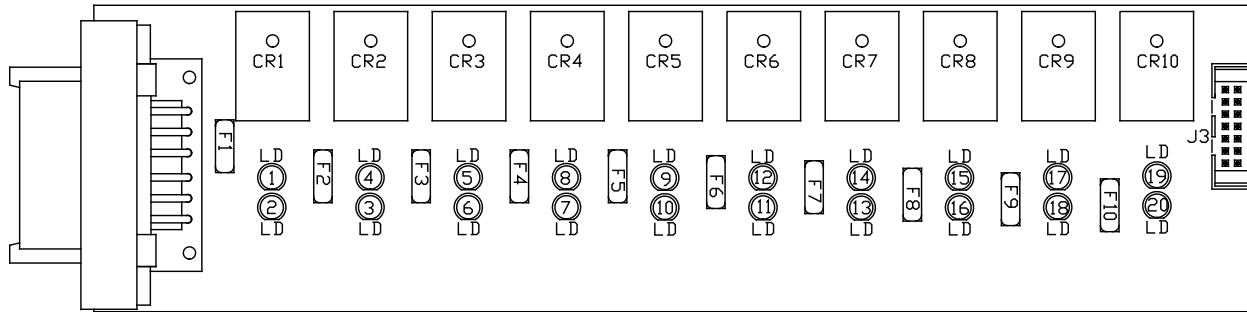 CR1 CR2 CR3 CR4 CR5 CR6 CR7 CR8 CR9 CR10
J3
F1 F2 F3 F4 F5 F6 F7 F8 F9 F10
LD LD LD LD LD LD LD LD LD LD
1 4 5 8 9 12 14 15 17 19
2 3 6 7 10 11 13 16 18 20
LD LD LD LD LD LD LD LD LD LD